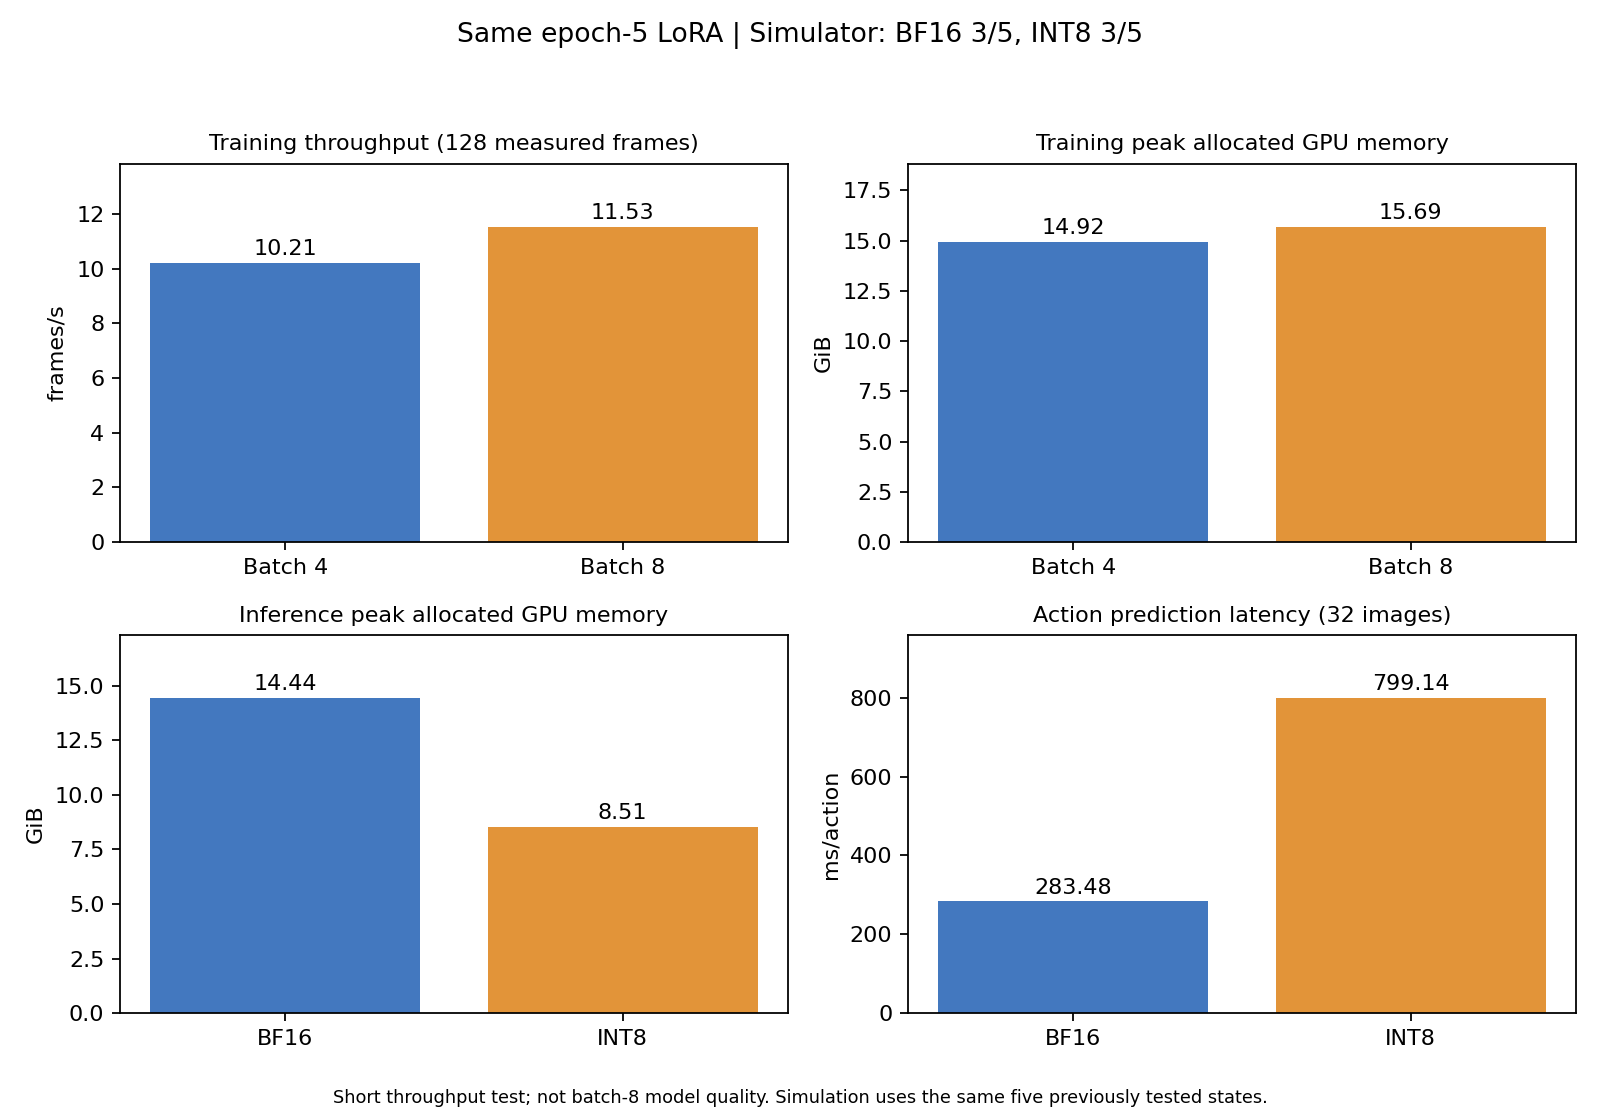 Same epoch-5 LoRA | Simulator: BF16 3/5, INT8 3/5
Training throughput (128 measured frames)
frames/s
12
10
8
6
4
2
0
10.21
11.53
Batch 4
Batch 8
Training peak allocated GPU memory
GiB
17.5
15.0
12.5
10.0
7.5
5.0
2.5
0.0
14.92
15.69
Batch 4
Batch 8
Inference peak allocated GPU memory
GiB
15.0
12.5
10.0
7.5
5.0
2.5
0.0
14.44
8.51
BF16
INT8
Action prediction latency (32 images)
ms/action
800
600
400
200
0
283.48
799.14
BF16
INT8
Short throughput test; not batch-8 model quality. Simulation uses the same five previously tested states.